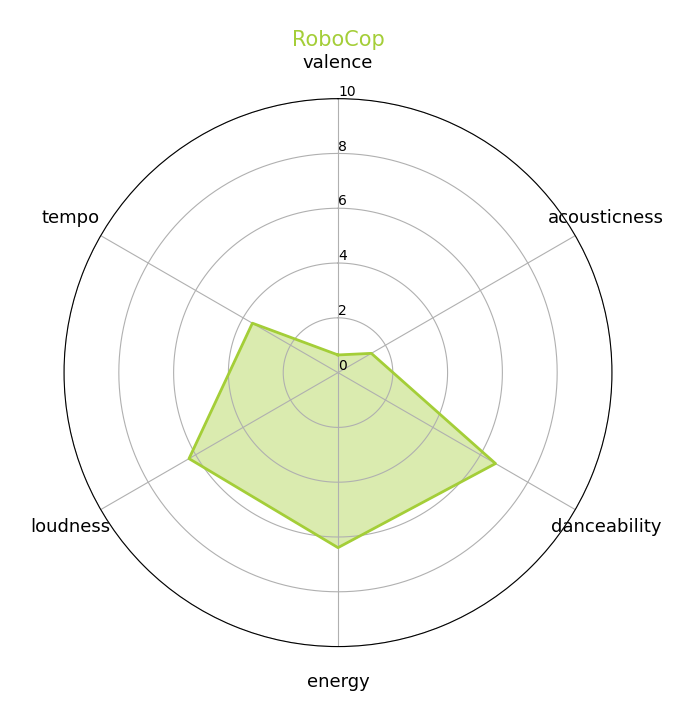 RoboCop
valence
10
8
acousticness
tempo
6
4
2
0
loudness
danceability
energy